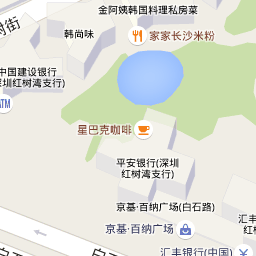 金阿姨韩国料理私房菜
韩尚味
家家长沙米粉
中国建设银行
深圳红树湾支行)
ATM
星巴克咖啡
平安银行(深圳
红树湾支行)
京基·百纳广场(白石路)
京基·百纳广场
汇丰银行(中国)